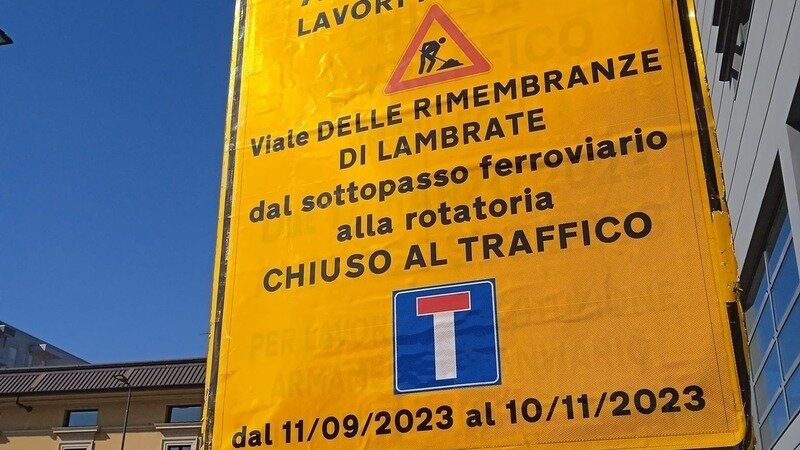 LAVORI
Viale DELLE RIMEMBRANZE
DI LAMBRATE
dal sottopasso ferroviario
alla rotatoria
CHIUSO AL TRAFFICO
dal 11/09/2023 al 10/11/2023